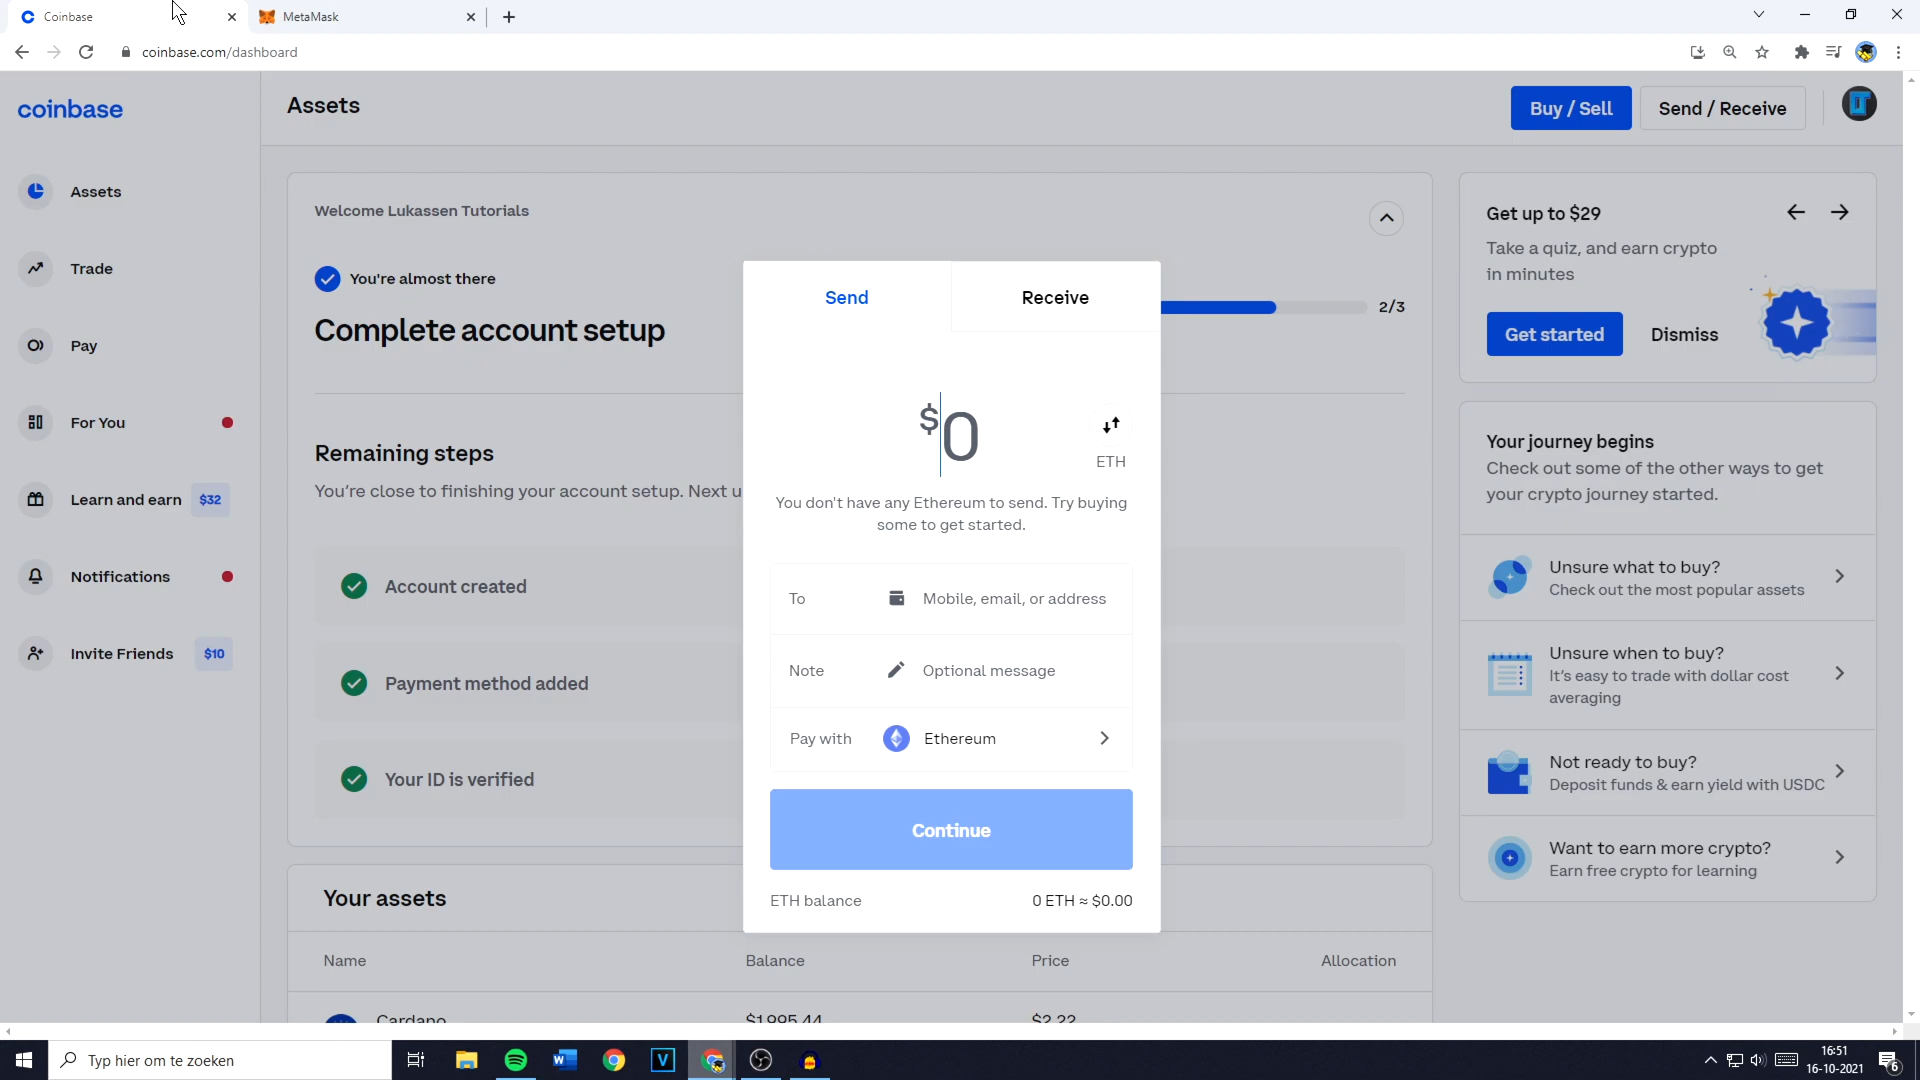 Coinbase
MetaMask
coinbase.com/dashboard
coinbase
Assets
Buy / Sell
Send / Receive
Assets
Trade
Pay
For You
Learn and earn $32
Notifications
Invite Friends $10
Welcome Lukassen Tutorials
You're almost there
2/3
Complete account setup
Remaining steps
You're close to finishing your account setup. Next u
Account created
Payment method added
Your ID is verified
Your assets
Name Balance Price Allocation
Cardano $1,995.44 $2.22
Send
Receive
$0
ETH
You don't have any Ethereum to send. Try buying
some to get started.
To Mobile, email, or address
Note Optional message
Pay with Ethereum
Continue
ETH balance 0 ETH ≈ $0.00
Get up to $29
Take a quiz, and earn crypto
in minutes
Get started
Dismiss
Your journey begins
Check out some of the other ways to get
your crypto journey started.
Unsure what to buy?
Check out the most popular assets
Unsure when to buy?
It's easy to trade with dollar cost
averaging
Not ready to buy?
Deposit funds & earn yield with USDC
Want to earn more crypto?
Earn free crypto for learning
Typ hier om te zoeken
16:51
16-10-2021
6